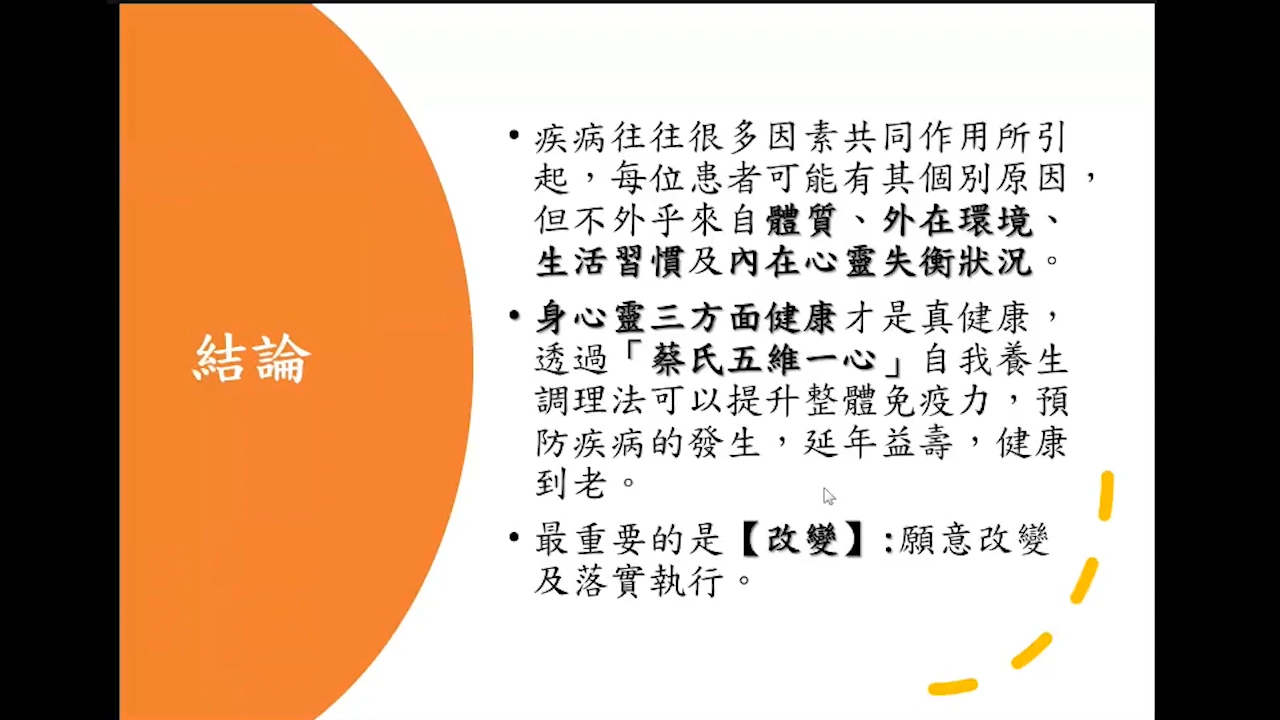 結論
• 疾病往往很多因素共同作用所引
起，每位患者可能有其個別原因，
但不外乎來自體質、外在環境、
生活習慣及內在心靈失衡狀況。
• 身心靈三方面健康才是真健康，
透過「蔡氏五維一心」自我養生
調理法可以提升整體免疫力，預
防疾病的發生，延年益壽，健康
到老。
• 最重要的是【改變】:願意改變
及落實執行。